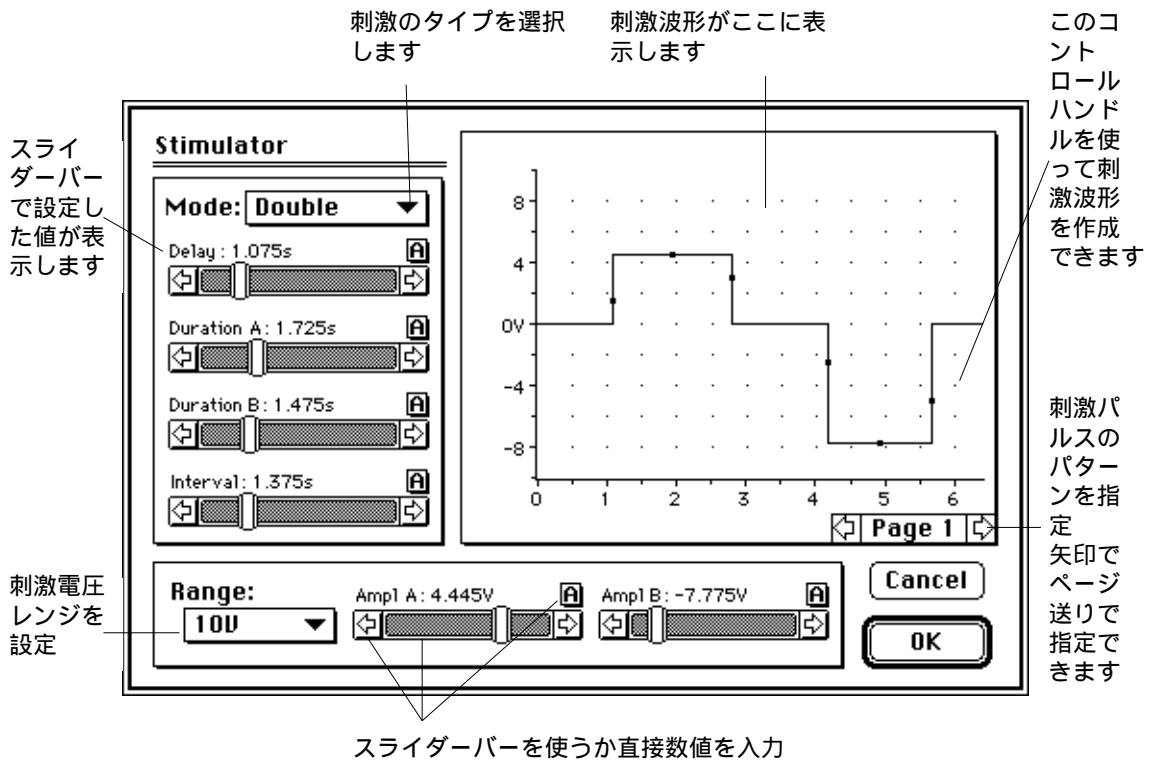 刺激のタイプを選択
します
刺激波形がここに表
示します
このコ
ント
ロール
ハンド
ルを使
って刺
激波形
を作成
できます
スライ
ダーバー
で設定し
た値が表
示します
Stimulator
Mode: Double
Delay : 1.075s
A
Duration A : 1.725s
A
Duration B : 1.475s
A
Interval : 1.375s
A
8
4
0V
-4
-8
0 1 2 3 4 5 6
Page 1
刺激パ
ルスの
パター
ンを指
定
矢印で
ページ
送りで
指定で
きます
刺激電圧
レンジを
設定
Range:
10V
Ampl A : 4.445V
A
Ampl B : -7.775V
A
Cancel
OK
スライダーバーを使うか直接数値を入力